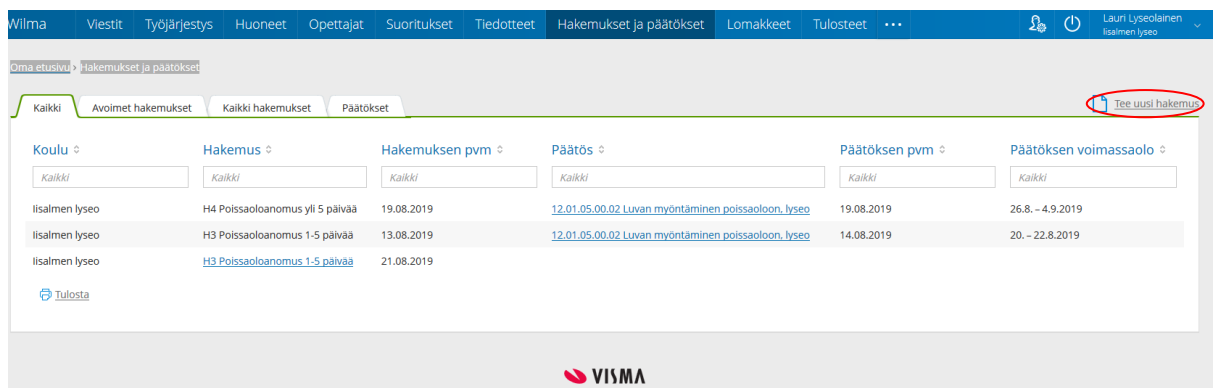 Wilma Viestit Työjärjestys Huoneet Opettajat Suoritukset Tiedotteet Hakemukset ja päätökset Lomakkeet Tulosteet ••• Lauri Lyseolainen
Iisalmen lyseo
Oma etusivu › Hakemukset ja päätökset
Kaikki Avoimet hakemukset Kaikki hakemukset Päätökset Tee uusi hakemus
Koulu Hakemus Hakemuksen pvm Päätös Päätöksen pvm Päätöksen voimassaolo
Kaikki Kaikki Kaikki Kaikki Kaikki Kaikki
Iisalmen lyseo H4 Poissaoloanomus yli 5 päivää 19.08.2019 12.01.05.00.02 Luvan myöntäminen poissaoloon, lyseo 19.08.2019 26.8. – 4.9.2019
Iisalmen lyseo H3 Poissaoloanomus 1-5 päivää 13.08.2019 12.01.05.00.02 Luvan myöntäminen poissaoloon, lyseo 14.08.2019 20. – 22.8.2019
Iisalmen lyseo H3 Poissaoloanomus 1-5 päivää 21.08.2019
Tulosta
VISMA